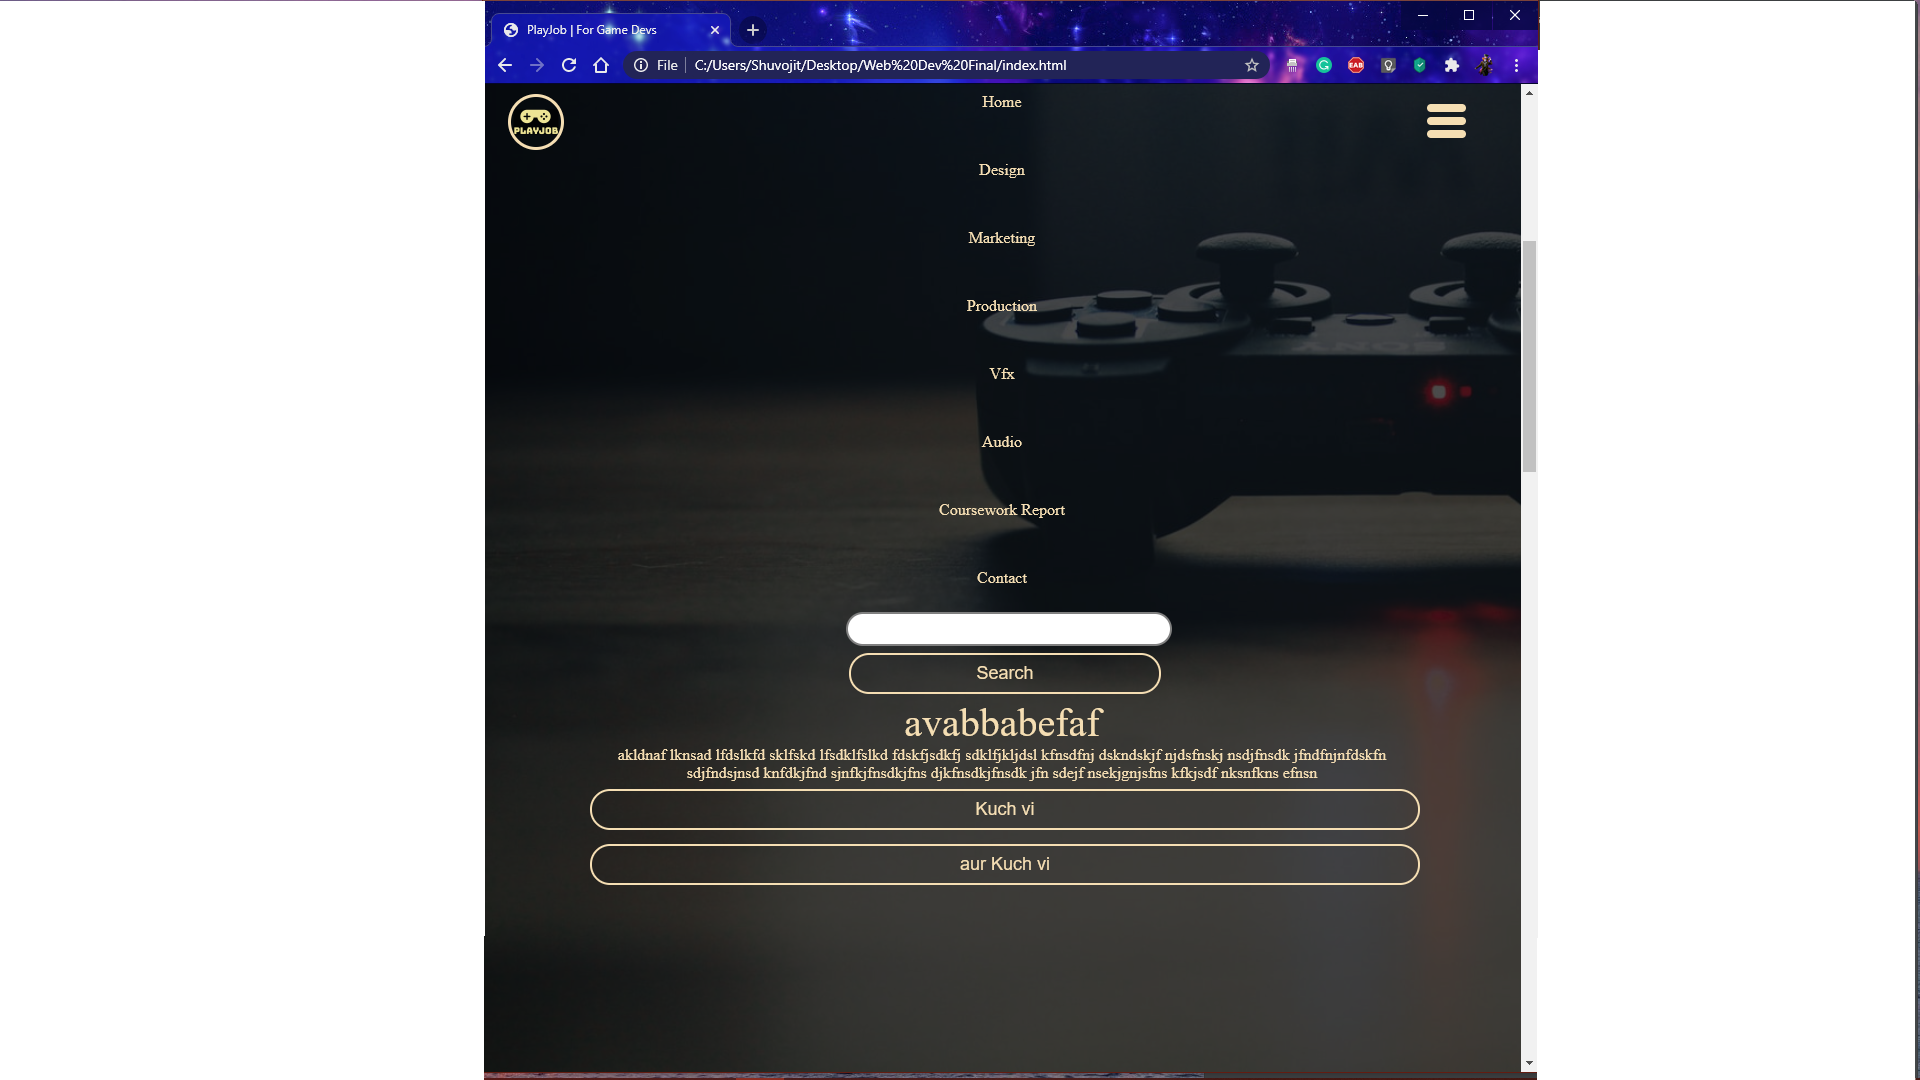 PlayJob | For Game Devs
File C:/Users/Shuvojit/Desktop/Web%20Dev%20Final/index.html
EAB
PLAYJOB
Home
Design
Marketing
Production
Vfx
Audio
Coursework Report
Contact
SONY
Search
avabbabefaf
akldnaf lknsad lfdslkfd sklfskd lfsdklfslkd fdskfjsdkfj sdklfjkljdsl kfnsdfnj dskndskjf njdsfnskj nsdjfnsdk jfndfnjnfdskfn
sdjfndsjnsd knfdkjfnd sjnfkjfnsdkjfns djkfnsdkjfnsdk jfn sdejf nsekjgnjsfns kfkjsdf nksnfkns efnsn
Kuch vi
aur Kuch vi